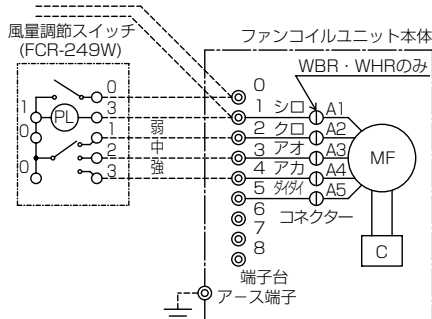 風量調節スイッチ
(FCR-249W)
ファンコイルユニット本体
WBR・WHRのみ
0
3
1
PL
0
1
弱
2
中
0
3
強
0
1 シロ A1
2 クロ A2
3 アオ A3
4 アカ A4
5 ダイダイ A5
6
7
8
コネクター
MF
C
端子台
アース端子